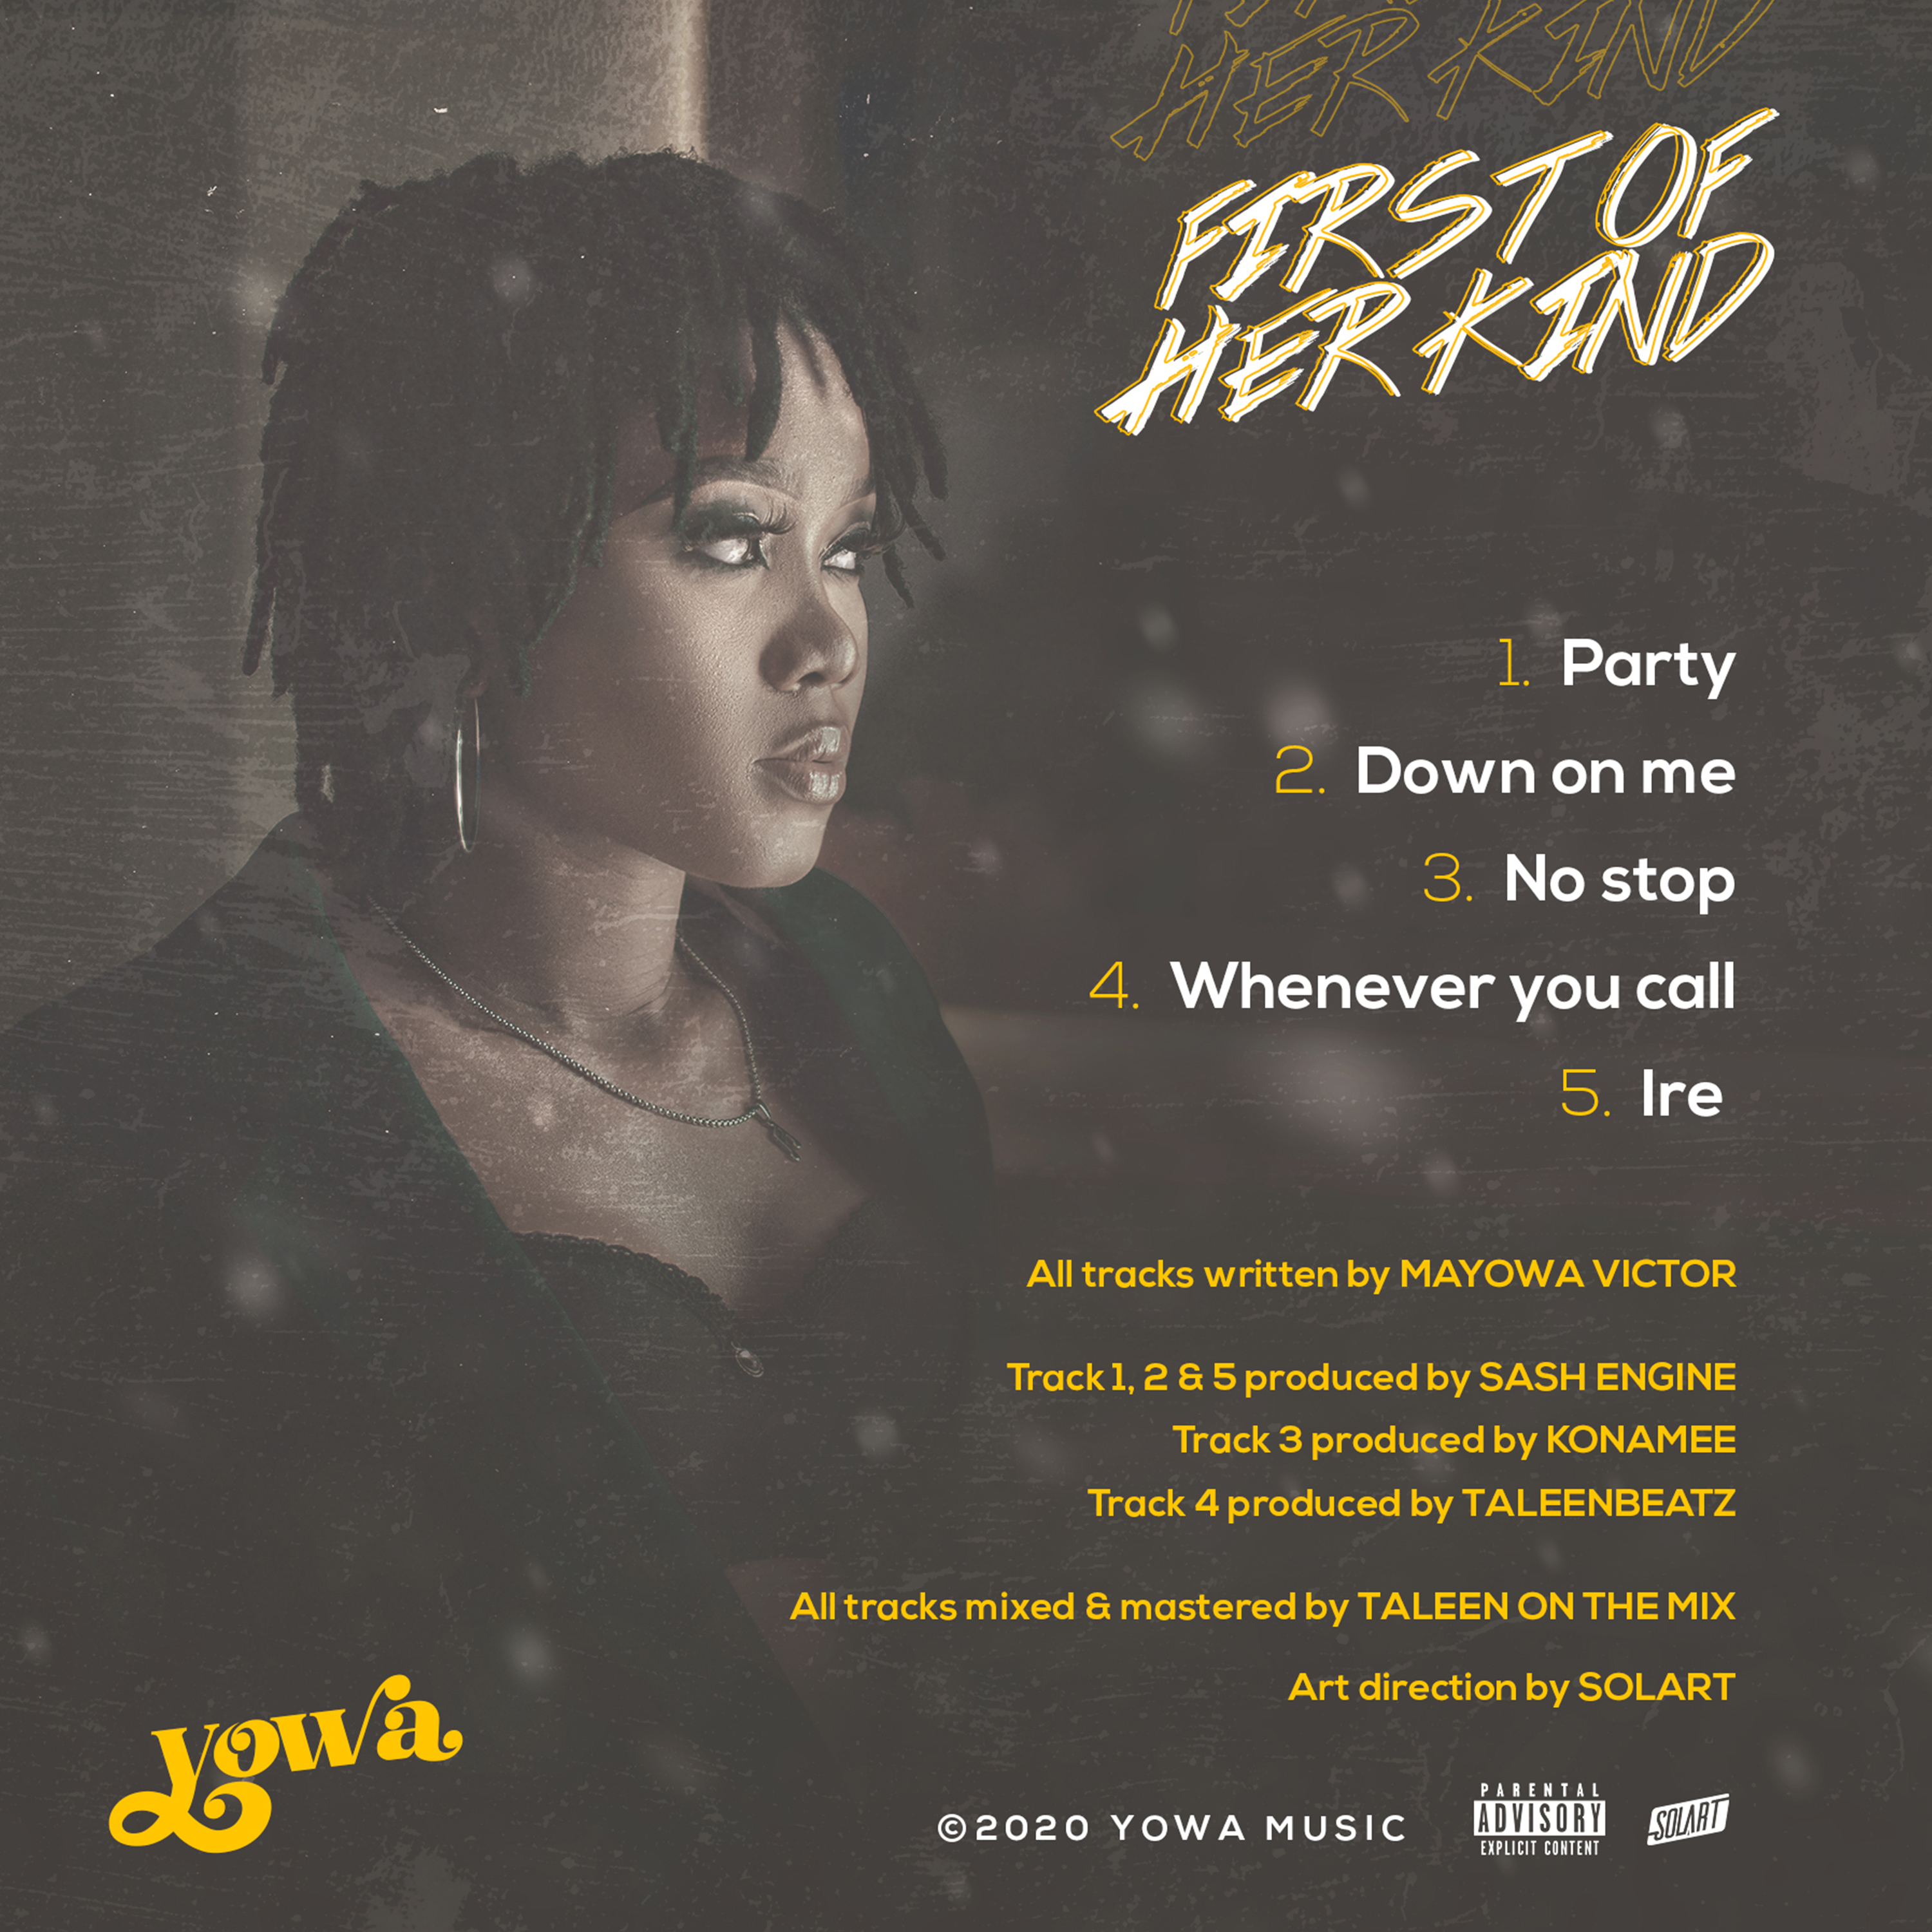 HER KIND
FIRST OF
HER KIND
1. Party
2. Down on me
3. No stop
4. Whenever you call
5. Ire
All tracks written by MAYOWA VICTOR
Track 1, 2 & 5 produced by SASH ENGINE
Track 3 produced by KONAMEE
Track 4 produced by TALEENBEATZ
All tracks mixed & mastered by TALEEN ON THE MIX
Art direction by SOLART
yowa
©2020 YOWA MUSIC
PARENTAL
ADVISORY
EXPLICIT CONTENT
SOLART